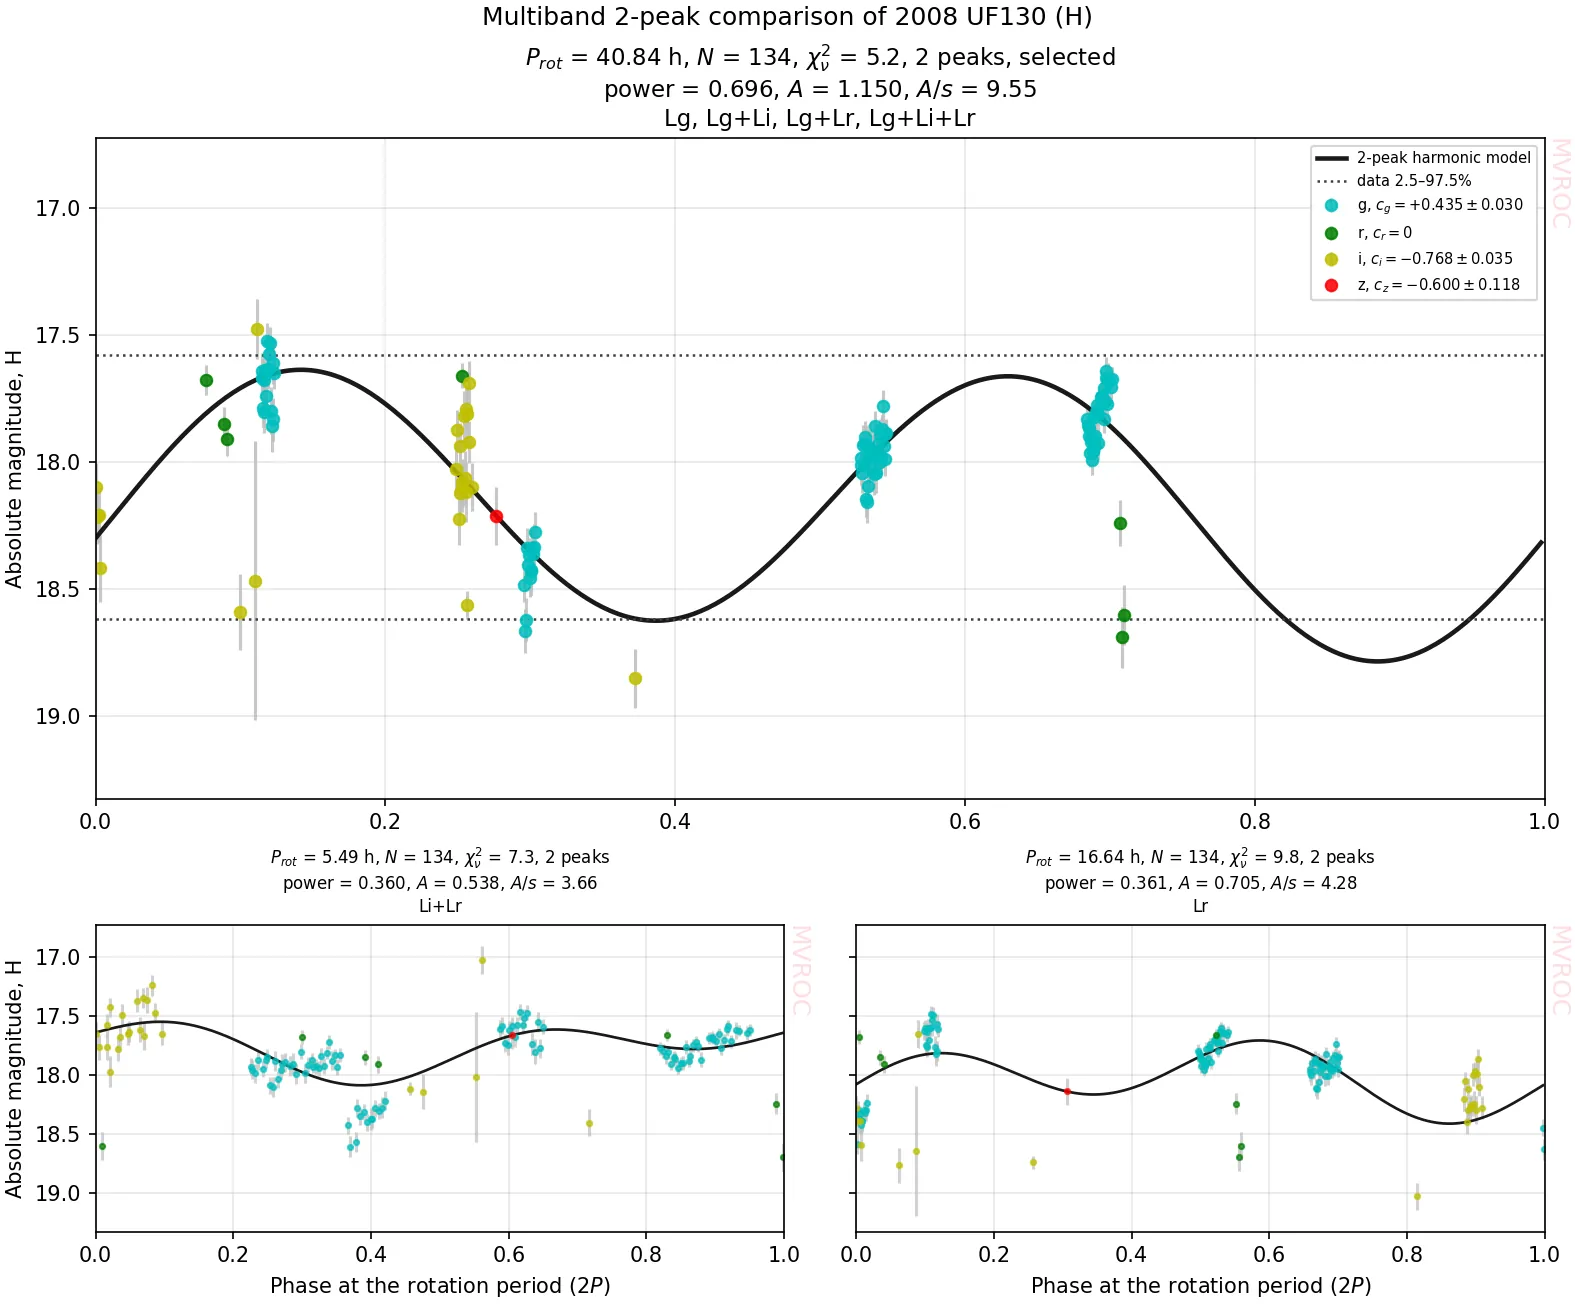 Multiband 2-peak comparison of 2008 UF130 (H)
P_rot = 40.84 h, N = 134, χ²_ν = 5.2, 2 peaks, selected
power = 0.696, A = 1.150, A/s = 9.55
Lg, Lg+Li, Lg+Lr, Lg+Li+Lr
2-peak harmonic model
data 2.5–97.5%
g, c_g = +0.435 ± 0.030
r, c_r = 0
i, c_i = −0.768 ± 0.035
z, c_z = −0.600 ± 0.118
MVROC
Absolute magnitude, H
17.0
17.5
18.0
18.5
19.0
0.0 0.2 0.4 0.6 0.8 1.0
P_rot = 5.49 h, N = 134, χ²_ν = 7.3, 2 peaks
power = 0.360, A = 0.538, A/s = 3.66
Li+Lr
MVROC
Absolute magnitude, H
17.0
17.5
18.0
18.5
19.0
0.0 0.2 0.4 0.6 0.8 1.0
Phase at the rotation period (2P)
P_rot = 16.64 h, N = 134, χ²_ν = 9.8, 2 peaks
power = 0.361, A = 0.705, A/s = 4.28
Lr
MVROC
0.0 0.2 0.4 0.6 0.8 1.0
Phase at the rotation period (2P)